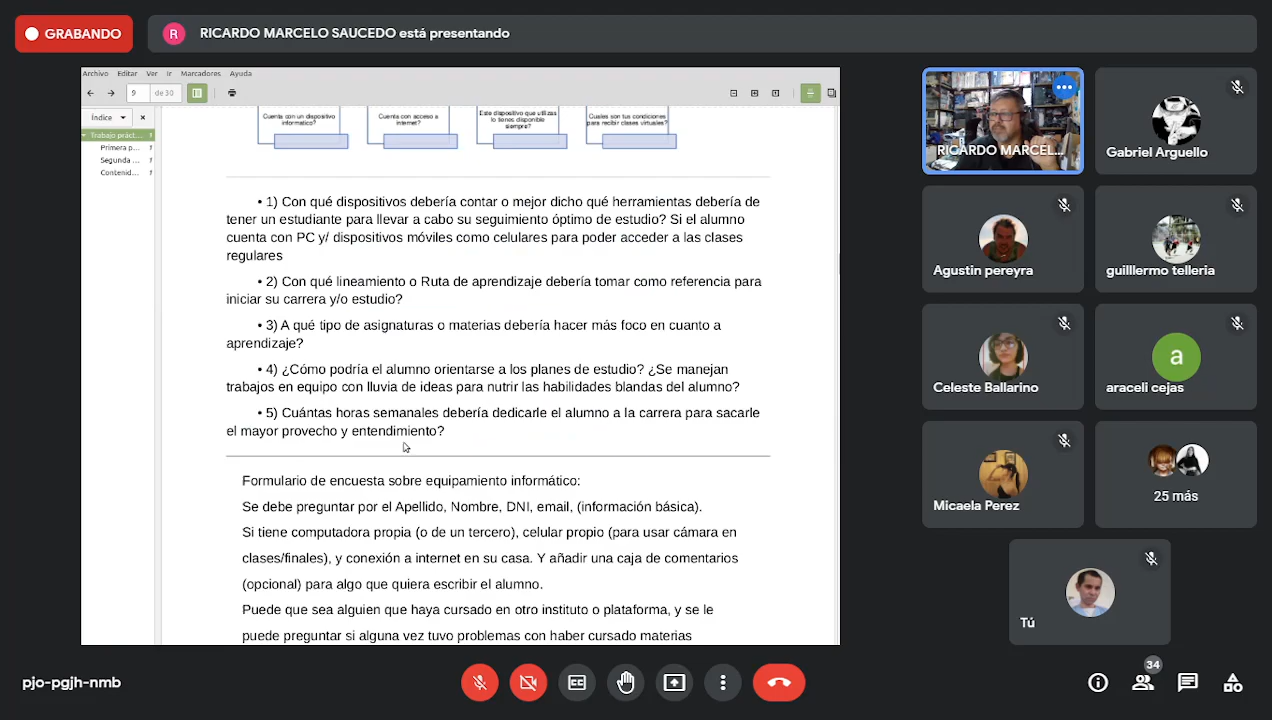 GRABANDO
R
RICARDO MARCELO SAUCEDO está presentando
Archivo Editar Ver Ir Marcadores Ayuda
9 de 30
Índice
Trabajo práct... 1
Primera p... 1
Segunda ... 1
Contenid... 1
Cuenta con un dispositivo
informatico?
Cuenta con acceso a
internet?
Este dispositivo que utilizas
lo tenes disponible
siempre?
Cuales son tus condiciones
para recibir clases virtuales?
• 1) Con qué dispositivos debería contar o mejor dicho qué herramientas debería de
tener un estudiante para llevar a cabo su seguimiento óptimo de estudio? Si el alumno
cuenta con PC y/ dispositivos móviles como celulares para poder acceder a las clases
regulares
• 2) Con qué lineamiento o Ruta de aprendizaje debería tomar como referencia para
iniciar su carrera y/o estudio?
• 3) A qué tipo de asignaturas o materias debería hacer más foco en cuanto a
aprendizaje?
• 4) ¿Cómo podría el alumno orientarse a los planes de estudio? ¿Se manejan
trabajos en equipo con lluvia de ideas para nutrir las habilidades blandas del alumno?
• 5) Cuántas horas semanales debería dedicarle el alumno a la carrera para sacarle
el mayor provecho y entendimiento?
Formulario de encuesta sobre equipamiento informático:
Se debe preguntar por el Apellido, Nombre, DNI, email, (información básica).
Si tiene computadora propia (o de un tercero), celular propio (para usar cámara en
clases/finales), y conexión a internet en su casa. Y añadir una caja de comentarios
(opcional) para algo que quiera escribir el alumno.
Puede que sea alguien que haya cursado en otro instituto o plataforma, y se le
puede preguntar si alguna vez tuvo problemas con haber cursado materias
RICARDO MARCEL...
Gabriel Arguello
Agustin pereyra
guilllermo telleria
Celeste Ballarino
a
araceli cejas
Micaela Perez
25 más
Tú
pjo-pgjh-nmb
CC
34